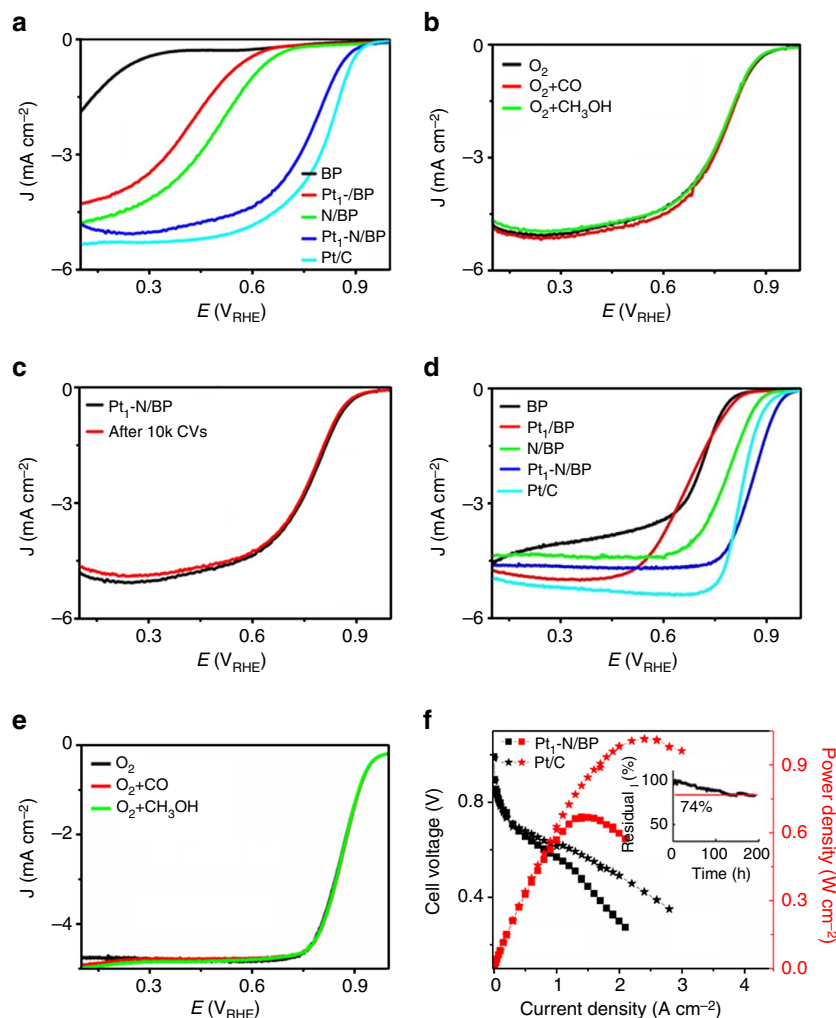 a
0
−3
−6
J (mA cm⁻²)
BP
Pt₁-/BP
N/BP
Pt₁-N/BP
Pt/C
0.3 0.6 0.9
E (V_RHE)
b
0
−3
−6
J (mA cm⁻²)
O₂
O₂+CO
O₂+CH₃OH
0.3 0.6 0.9
E (V_RHE)
c
0
−3
−6
J (mA cm⁻²)
Pt₁-N/BP
After 10k CVs
0.3 0.6 0.9
E (V_RHE)
d
0
−3
−6
J (mA cm⁻²)
BP
Pt₁/BP
N/BP
Pt₁-N/BP
Pt/C
0.3 0.6 0.9
E (V_RHE)
e
0
−2
−4
J (mA cm⁻²)
O₂
O₂+CO
O₂+CH₃OH
0.3 0.6 0.9
E (V_RHE)
f
0.8
0.4
Cell voltage (V)
Pt₁-N/BP
Pt/C
100
50
Residual I (%)
74%
0 100 200
Time (h)
0.9
0.6
0.3
0.0
Power density (W cm⁻²)
0 1 2 3 4
Current density (A cm⁻²)